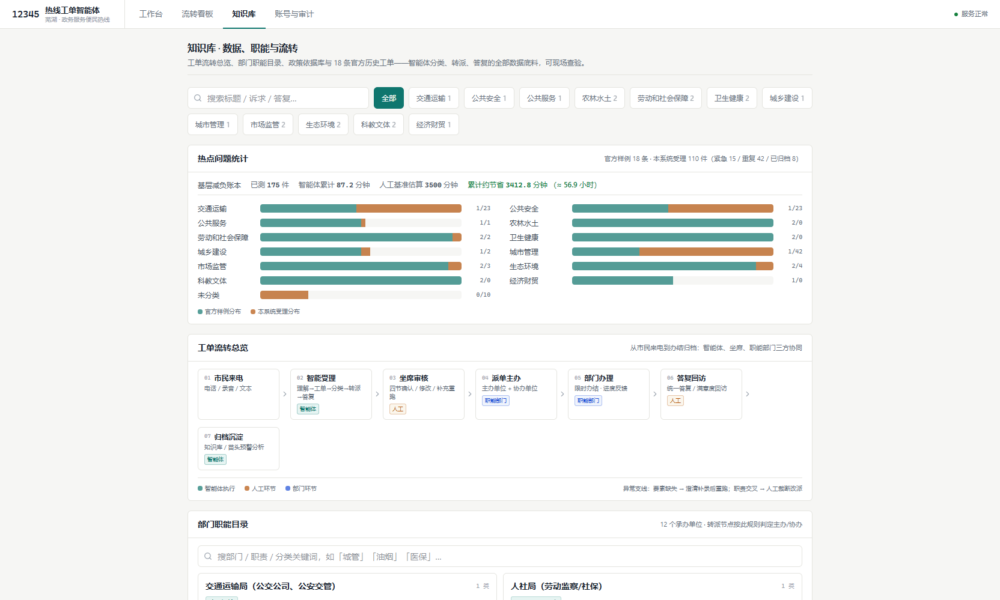 12345 热线工单智能体
芜湖·政务服务便民热线
工作台 流转看板 知识库 账号与审计
服务正常
知识库 · 数据、职能与流转
工单流转总览、部门职能目录、政策依据库与 18 条官方历史工单——智能体分类、转派、答复的全部数据底料，可现场查验。
搜索标题 / 诉求 / 答复...
全部 交通运输 1 公共安全 1 公共服务 1 农林水土 2 劳动和社会保障 2 卫生健康 2 城乡建设 1
城市管理 1 市场监管 2 生态环境 2 科教文体 2 经济财贸 1
热点问题统计
官方样例 18 条 · 本系统受理 110 件（紧急 15 / 重复 42 / 已归档 8）
基层减负账本 已测 175 件 智能体累计 87.2 分钟 人工基准估算 3500 分钟 累计约节省 3412.8 分钟 （≈ 56.9 小时）
交通运输 1/23 公共安全 1/23
公共服务 1/1 农林水土 2/0
劳动和社会保障 2/2 卫生健康 2/0
城乡建设 1/2 城市管理 1/42
市场监管 2/3 生态环境 2/4
科教文体 2/0 经济财贸 1/0
未分类 0/10
官方样例分布 本系统受理分布
工单流转总览
从市民来电到办结归档：智能体、坐席、职能部门三方协同
01 市民来电
电话 / 录音 / 文本
02 智能受理
理解→工单→分类→转派
→答复
智能体
03 坐席审核
四节确认 / 修改 / 补充重
跑
人工
04 派单主办
主办单位 + 协办单位
职能部门
05 部门办理
限时办结 · 进度反馈
职能部门
06 答复回访
统一答复 / 满意度回访
人工
07 归档沉淀
知识库 / 苗头预警分析
智能体
智能体执行 人工环节 部门环节
异常支线：要素缺失 → 澄清补录后重跑；职责交叉 → 人工裁断改派
部门职能目录
12 个承办单位 · 转派节点按此规则判定主办/协办
搜部门 / 职责 / 分类关键词，如「城管」「油烟」「医保」...
交通运输局（公交公司、公安交管） 1 类
人社局（劳动监察/社保） 1 类